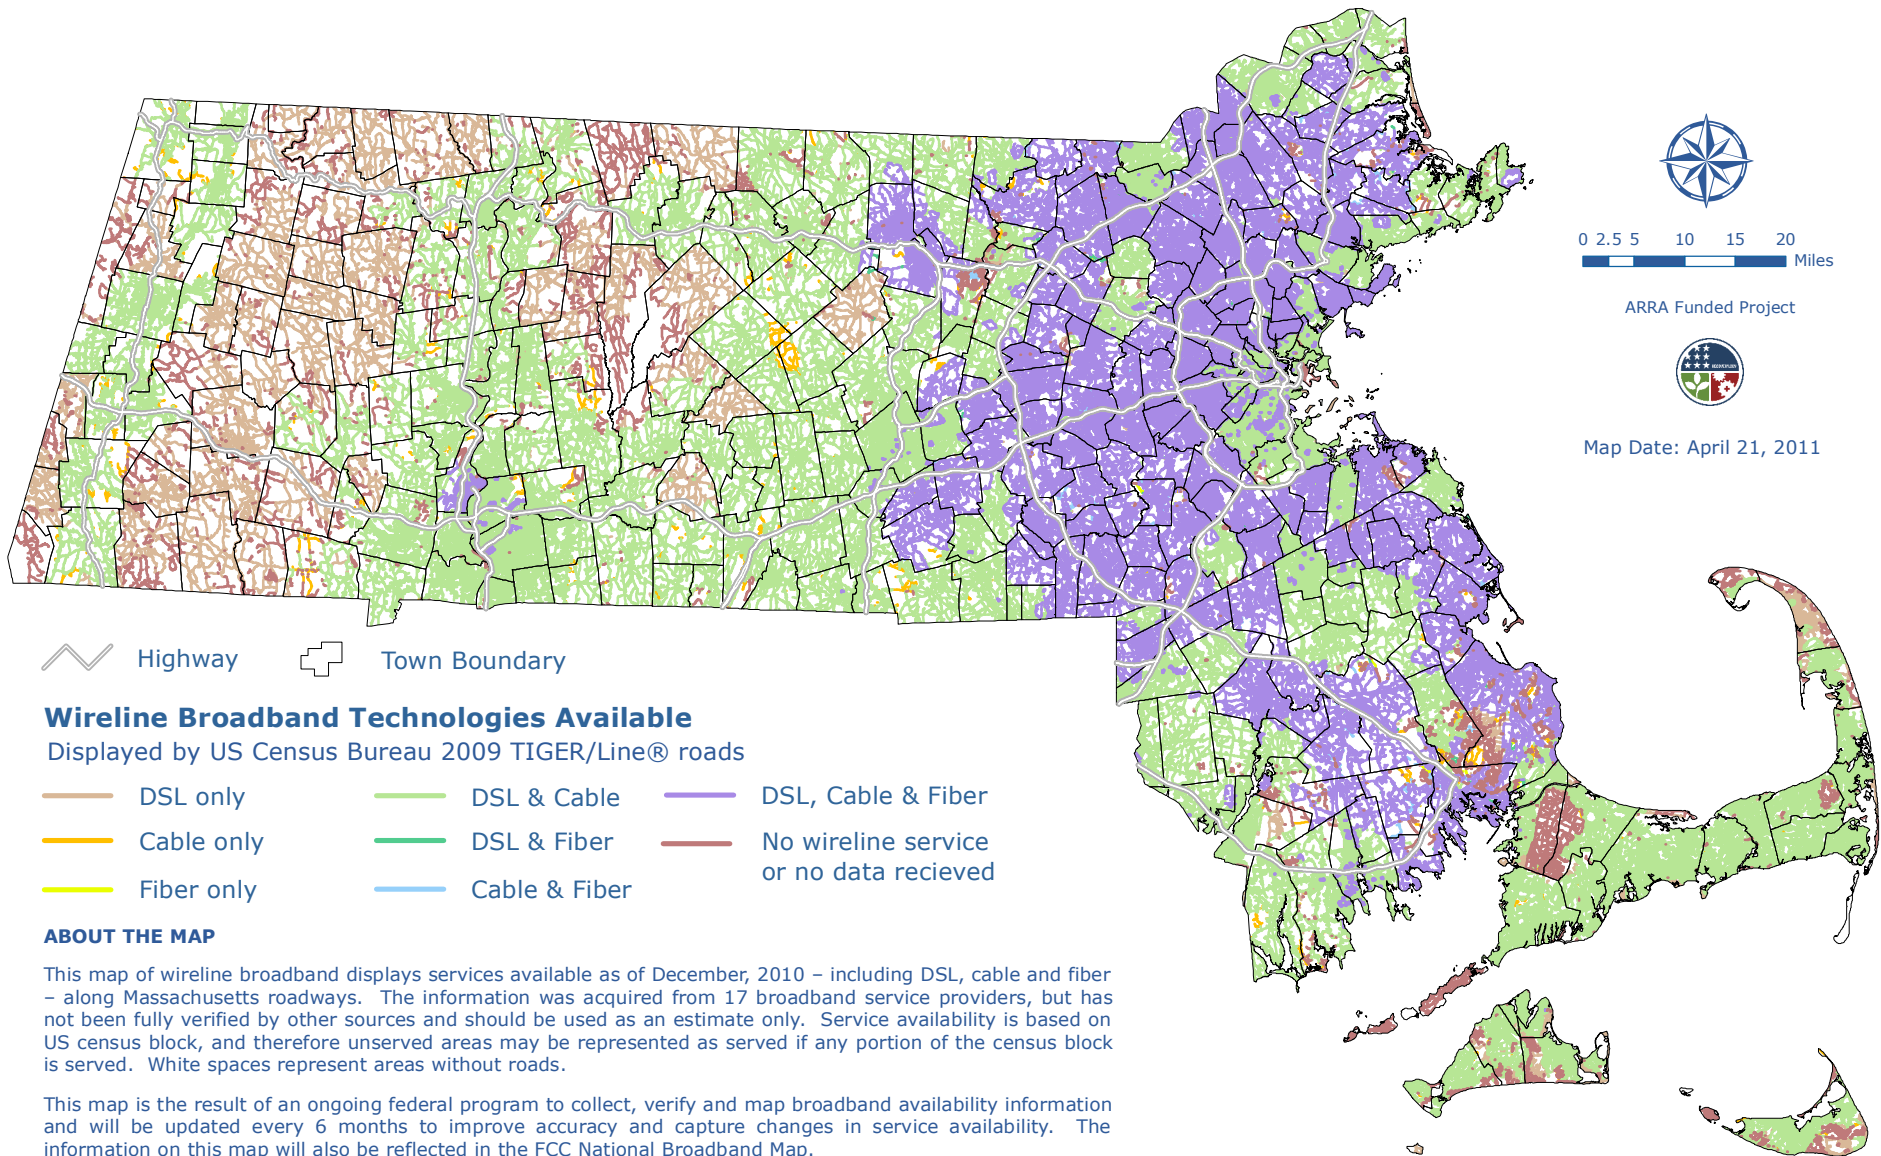 0 2.5 5 10 15 20
Miles
ARRA Funded Project
Map Date: April 21, 2011
Highway
Town Boundary
Wireline Broadband Technologies Available
Displayed by US Census Bureau 2009 TIGER/Line® roads
DSL only
DSL & Cable
DSL, Cable & Fiber
Cable only
DSL & Fiber
No wireline service
or no data recieved
Fiber only
Cable & Fiber
ABOUT THE MAP
This map of wireline broadband displays services available as of December, 2010 – including DSL, cable and fiber
– along Massachusetts roadways. The information was acquired from 17 broadband service providers, but has
not been fully verified by other sources and should be used as an estimate only. Service availability is based on
US census block, and therefore unserved areas may be represented as served if any portion of the census block
is served. White spaces represent areas without roads.
This map is the result of an ongoing federal program to collect, verify and map broadband availability information
and will be updated every 6 months to improve accuracy and capture changes in service availability. The
information on this map will also be reflected in the FCC National Broadband Map.